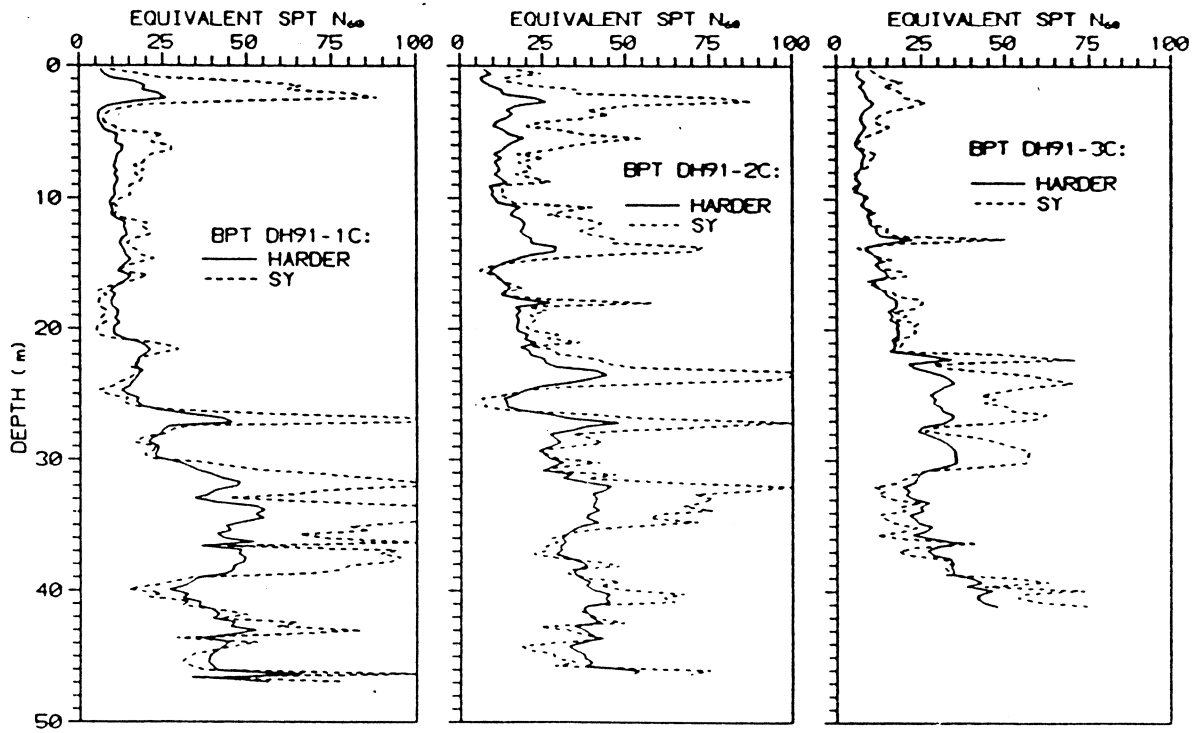 EQUIVALENT SPT N₆₀ EQUIVALENT SPT N₆₀ EQUIVALENT SPT N₆₀
0 25 50 75 100 0 25 50 75 100 0 25 50 75 100
0
10
20
30
40
50
DEPTH (m)
BPT DH91-1C:
HARDER
SY
BPT DH91-2C:
HARDER
SY
BPT DH91-3C:
HARDER
SY